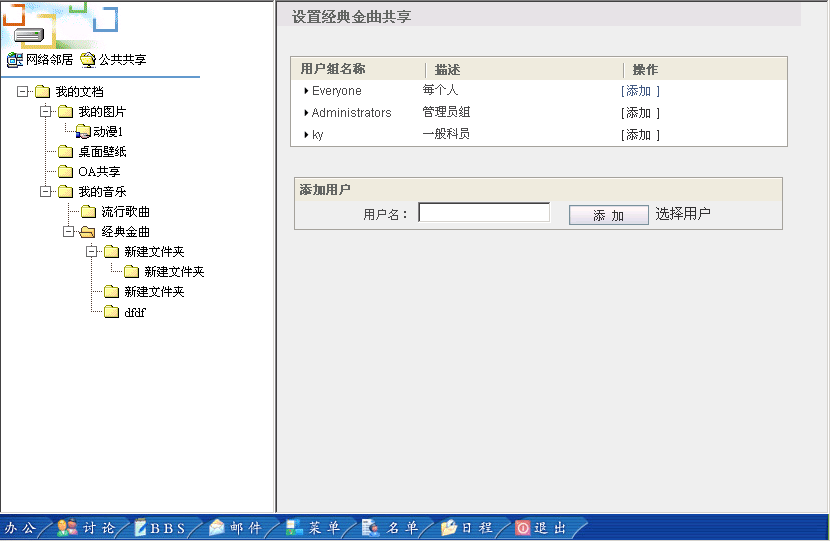 网络邻居 公共共享
我的文档
我的图片
动漫1
桌面壁纸
OA共享
我的音乐
流行歌曲
经典金曲
新建文件夹
新建文件夹
新建文件夹
dfdf
设置经典金曲共享
用户组名称 描述 操作
Everyone 每个人 [添加 ]
Administrators 管理员组 [添加 ]
ky 一般科员 [添加 ]
添加用户
用户名： 添 加 选择用户
办公 讨论 BBS 邮件 菜单 名单 日程 退出